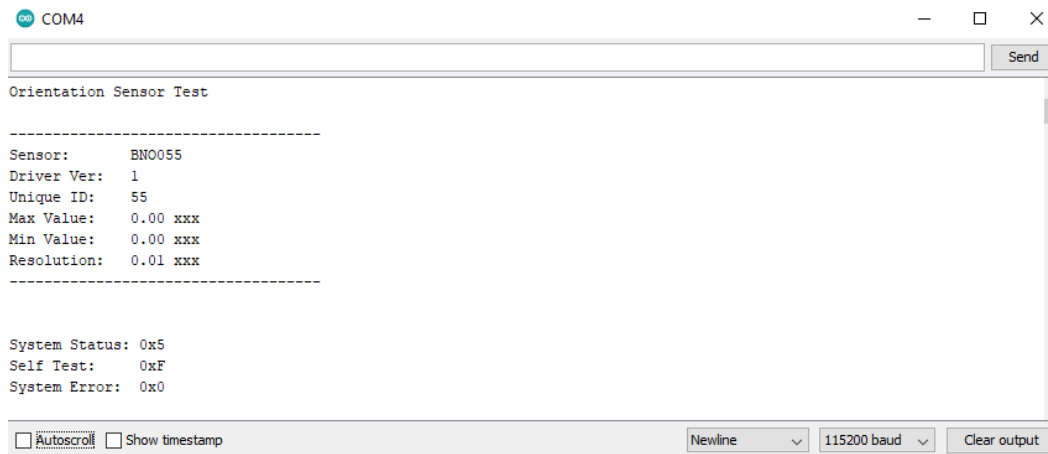 COM4
Send
Orientation Sensor Test
------------------------------------
Sensor: BNO055
Driver Ver: 1
Unique ID: 55
Max Value: 0.00 xxx
Min Value: 0.00 xxx
Resolution: 0.01 xxx
------------------------------------
System Status: 0x5
Self Test: 0xF
System Error: 0x0
Autoscroll Show timestamp Newline 115200 baud Clear output